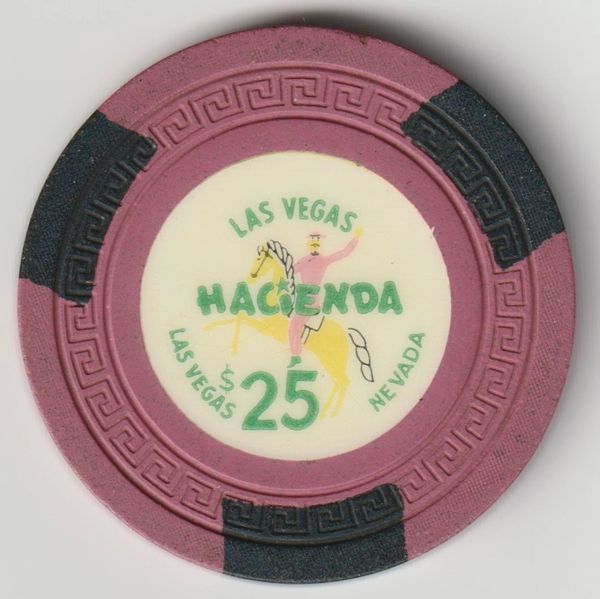 LAS VEGAS
HACIENDA
LAS VEGAS
$25
NEVADA